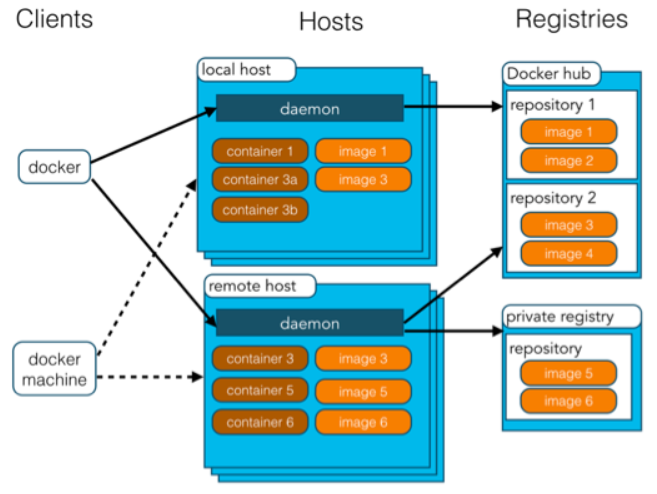 Clients
Hosts
Registries
local host
daemon
container 1
image 1
container 3a
image 3
container 3b
remote host
daemon
container 3
image 3
container 5
image 5
container 6
image 6
docker
docker
machine
Docker hub
repository 1
image 1
image 2
repository 2
image 3
image 4
private registry
repository
image 5
image 6